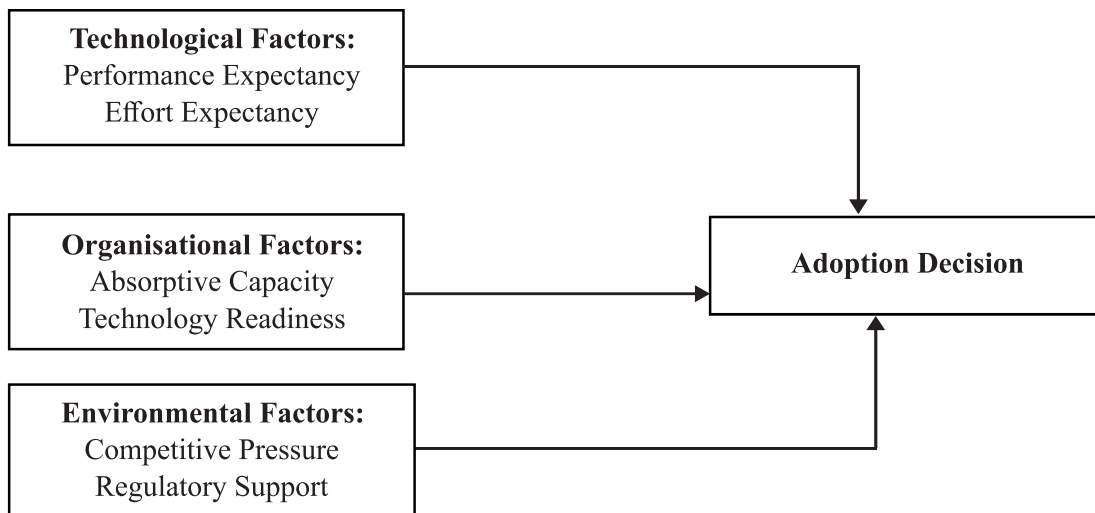 Technological Factors:
Performance Expectancy
Effort Expectancy
Organisational Factors:
Absorptive Capacity
Technology Readiness
Adoption Decision
Environmental Factors:
Competitive Pressure
Regulatory Support